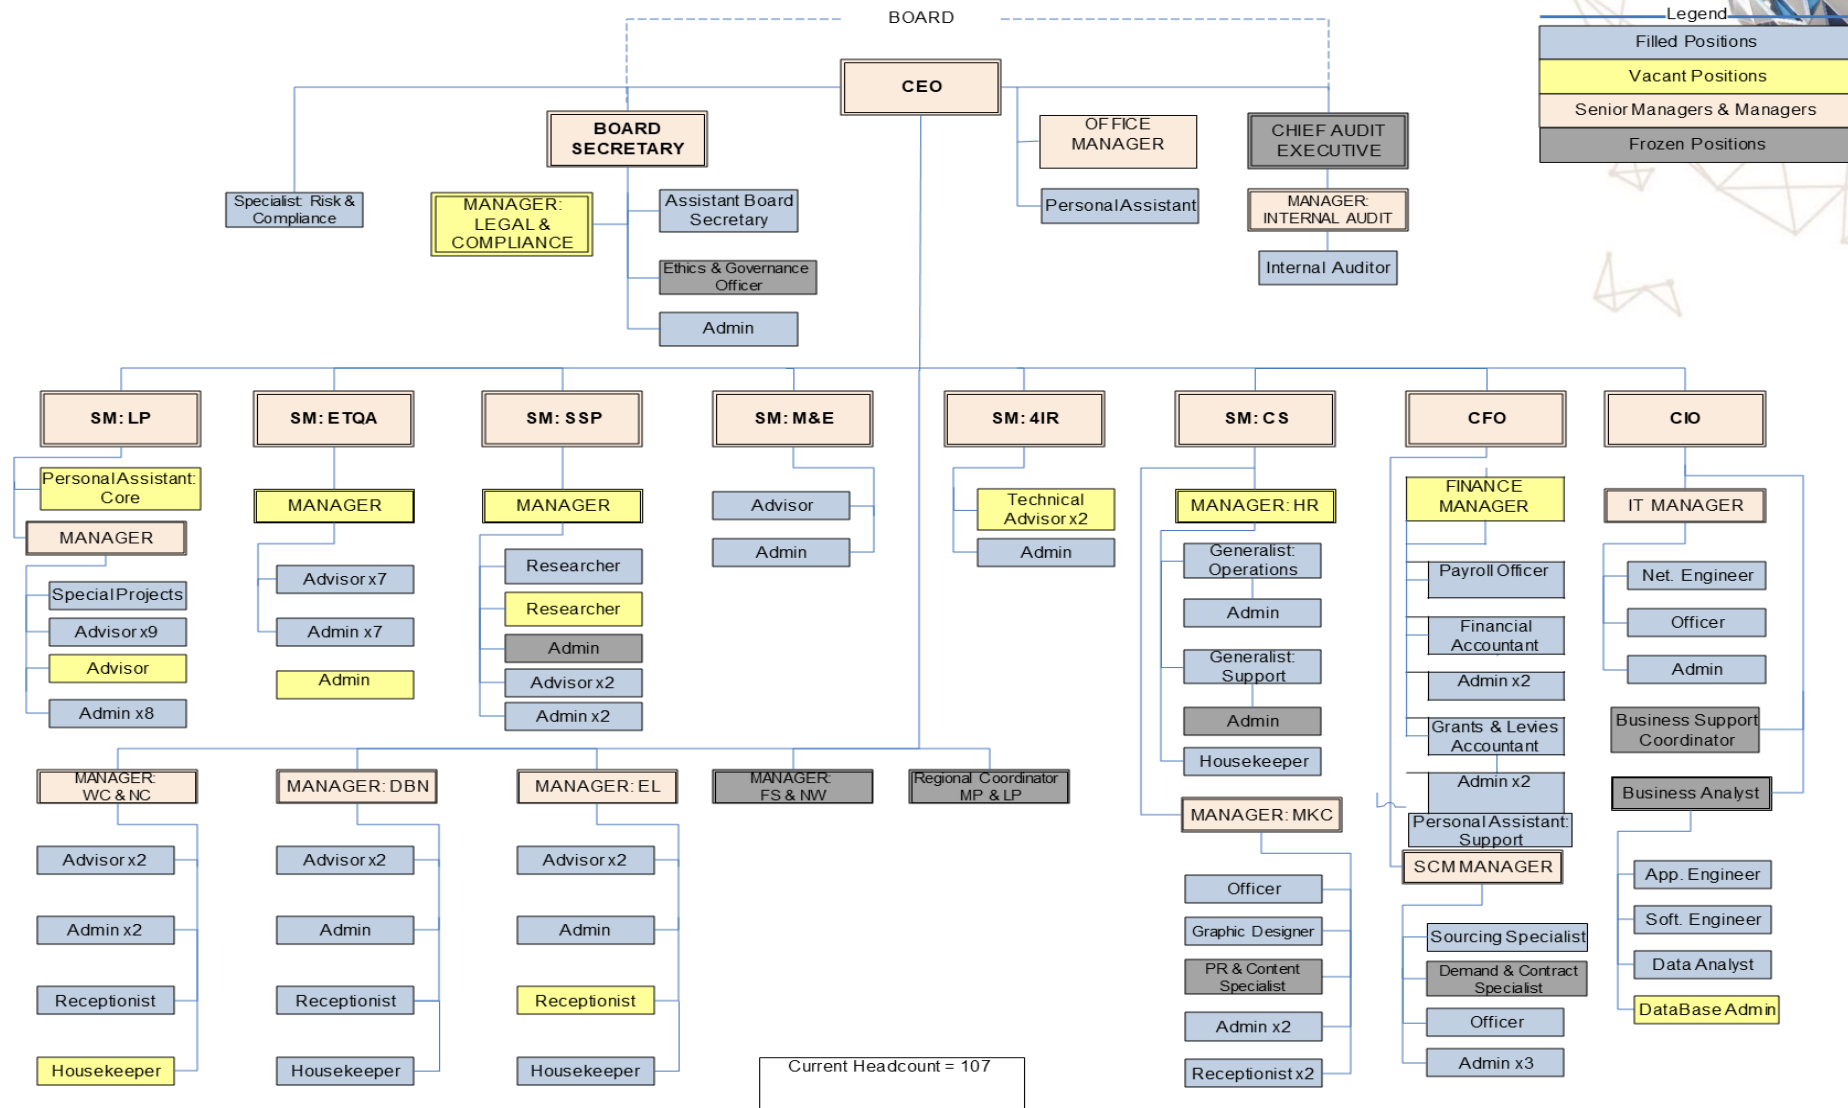 BOARD
Legend
Filled Positions
Vacant Positions
Senior Managers & Managers
Frozen Positions
CEO
BOARD
SECRETARY
OFFICE
MANAGER
CHIEF AUDIT
EXECUTIVE
Specialist: Risk &
Compliance
MANAGER:
LEGAL &
COMPLIANCE
Assistant Board
Secretary
Personal Assistant
MANAGER:
INTERNAL AUDIT
Ethics & Governance
Officer
Internal Auditor
Admin
SM: LP
SM: ETQA
SM: SSP
SM: M&E
SM: 4IR
SM: CS
CFO
CIO
Personal Assistant:
Core
MANAGER
Special Projects
Advisor x9
Advisor
Admin x8
MANAGER
Advisor x7
Admin x7
Admin
MANAGER
Researcher
Researcher
Admin
Advisor x2
Admin x2
Advisor
Admin
Technical
Advisor x2
Admin
MANAGER: HR
Generalist:
Operations
Admin
Generalist:
Support
Admin
Housekeeper
MANAGER: MKC
Officer
Graphic Designer
PR & Content
Specialist
Admin x2
Receptionist x2
FINANCE
MANAGER
Payroll Officer
Financial
Accountant
Admin x2
Grants & Levies
Accountant
Admin x2
Personal Assistant:
Support
SCM MANAGER
Sourcing Specialist
Demand & Contract
Specialist
Officer
Admin x3
IT MANAGER
Net. Engineer
Officer
Admin
Business Support
Coordinator
Business Analyst
App. Engineer
Soft. Engineer
Data Analyst
DataBase Admin
MANAGER:
WC & NC
Advisor x2
Admin x2
Receptionist
Housekeeper
MANAGER: DBN
Advisor x2
Admin
Receptionist
Housekeeper
MANAGER: EL
Advisor x2
Admin
Receptionist
Housekeeper
MANAGER:
FS & NW
Regional Coordinator
MP & LP
Current Headcount = 107